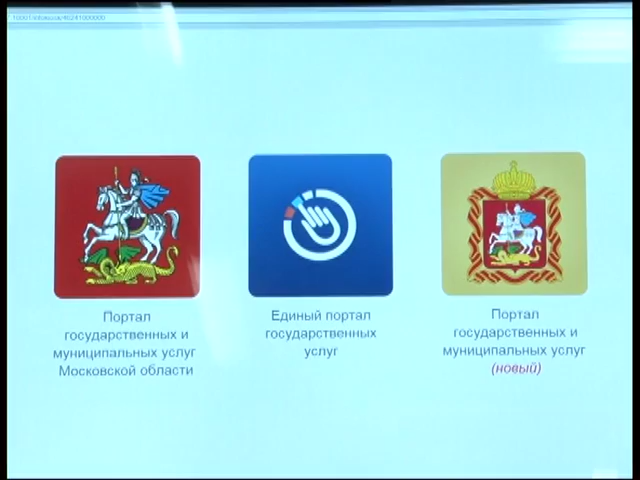 Портал
государственных и
муниципальных услуг
Московской области
Единый портал
государственных
услуг
Портал
государственных и
муниципальных услуг
(новый)